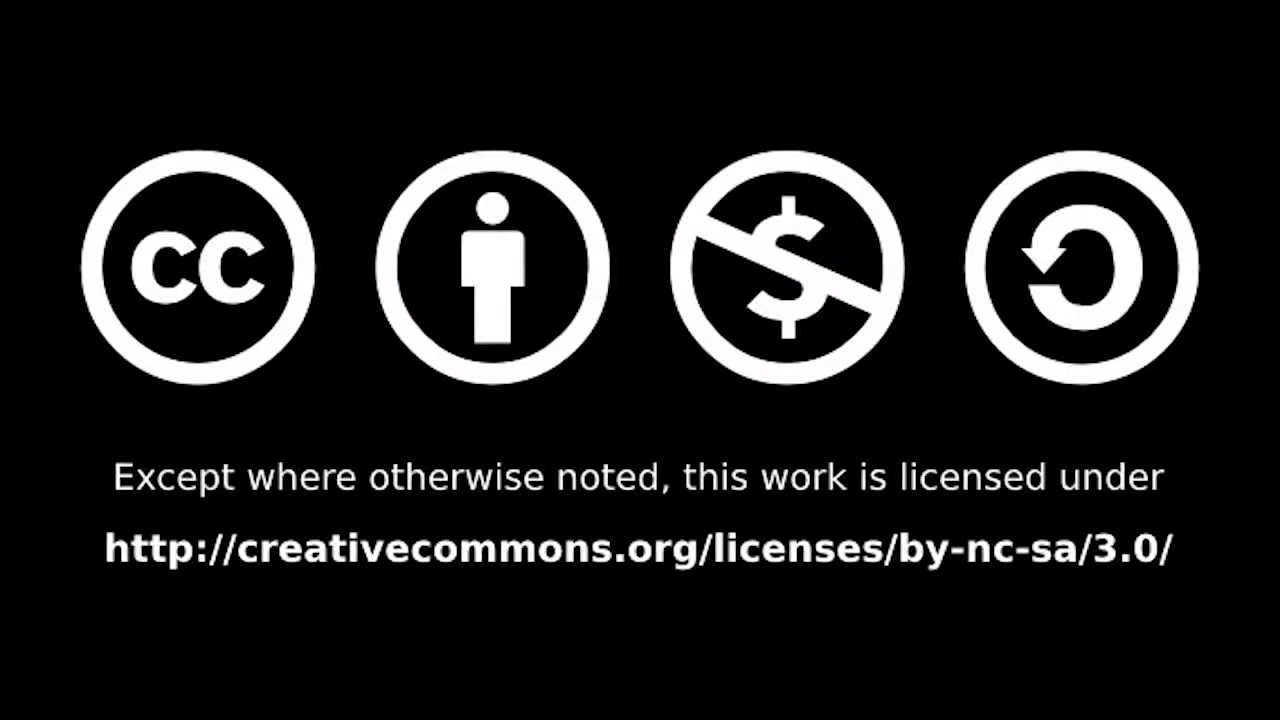 cc
Except where otherwise noted, this work is licensed under
http://creativecommons.org/licenses/by-nc-sa/3.0/